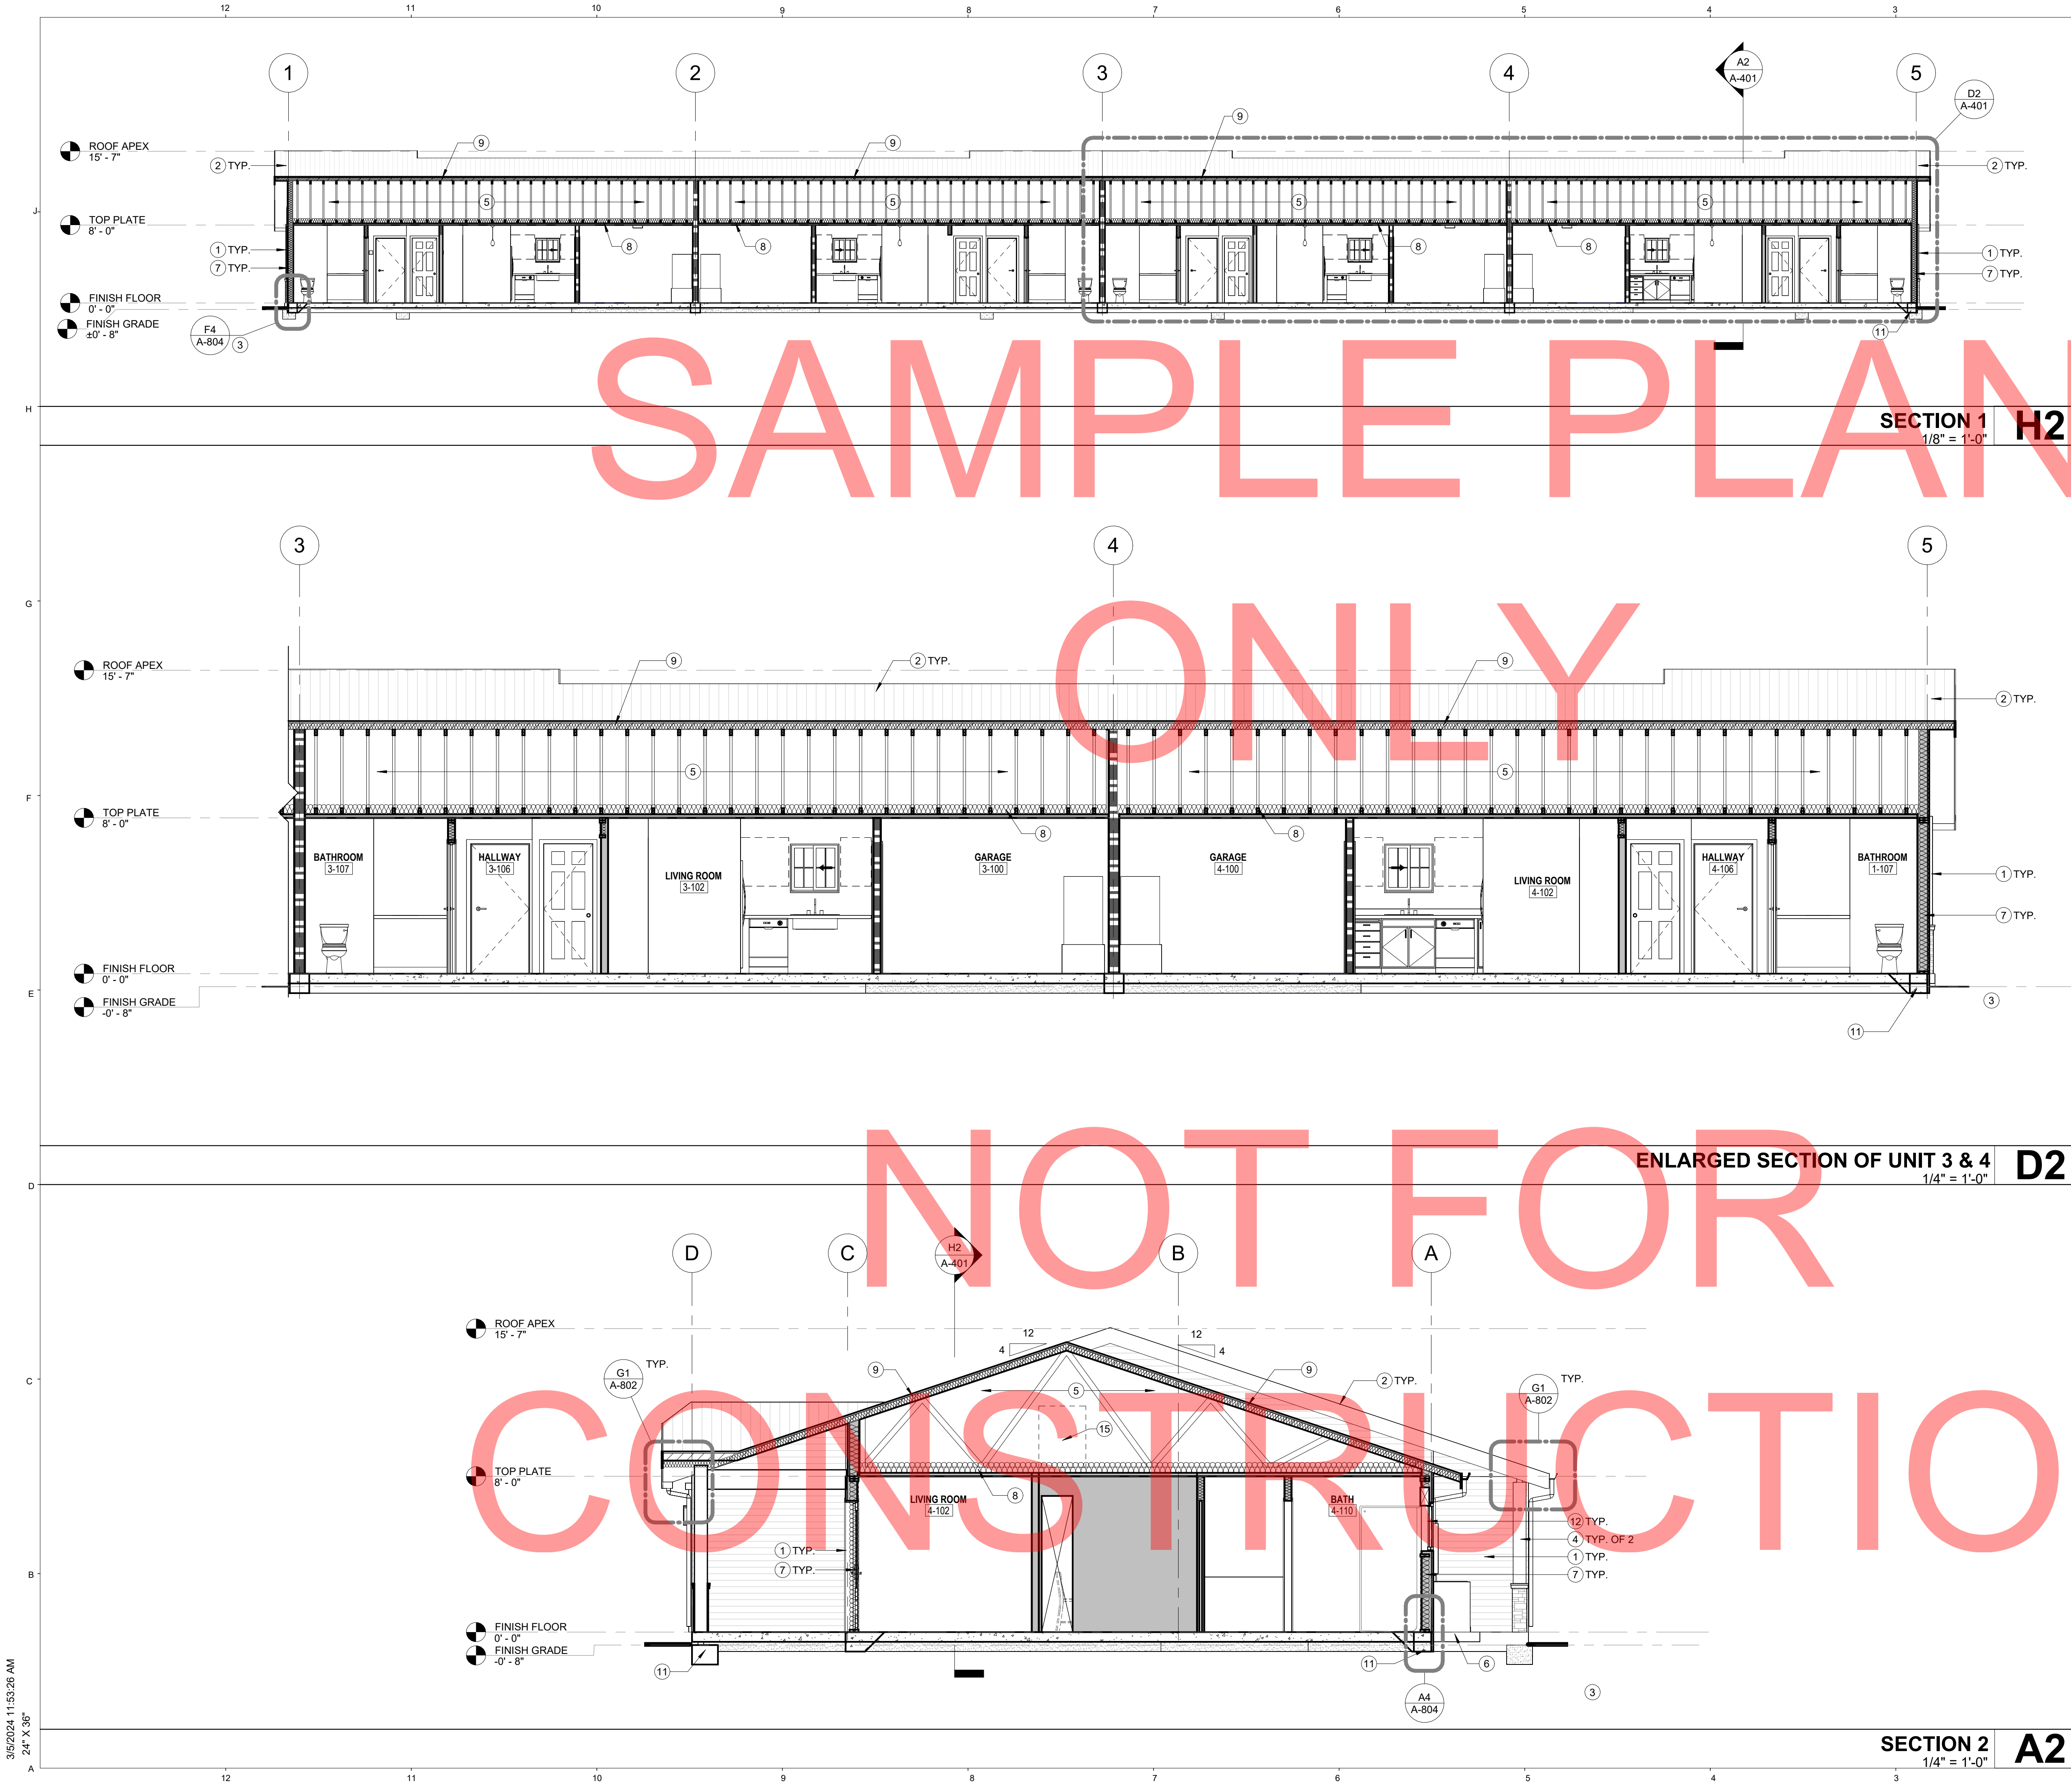 12 11 10 9 8 7 6 5 4 3
1 2 3 4 5
A2
A-401
D2
A-401
9 9 9
ROOF APEX
15' - 7"
2 TYP.
2 TYP.
5 5 5 5
J
TOP PLATE
8' - 0"
1 TYP.
8 8 8 8
1 TYP.
7 TYP.
7 TYP.
FINISH FLOOR
0' - 0"
FINISH GRADE
±0' - 8"
F4
A-804
3
11
SAMPLE PLAN
H
SECTION 1
1/8" = 1'-0"
H2
3 4 5
G
ONLY
ROOF APEX
15' - 7"
9
2 TYP.
9
2 TYP.
5 5
F
TOP PLATE
8' - 0"
8 8
BATHROOM
3-107
HALLWAY
3-106
LIVING ROOM
3-102
GARAGE
3-100
GARAGE
4-100
LIVING ROOM
4-102
HALLWAY
4-106
BATHROOM
1-107
1 TYP.
7 TYP.
FINISH FLOOR
0' - 0"
E
FINISH GRADE
-0' - 8"
3
11
NOT FOR
ENLARGED SECTION OF UNIT 3 & 4
1/4" = 1'-0"
D2
D
D C B A
H2
A-401
ROOF APEX
15' - 7"
12
4
12
4
G1
A-802
TYP.
9
5
9
2 TYP.
G1
A-802
TYP.
C
15
CONSTRUCTIO
TOP PLATE
8' - 0"
8
LIVING ROOM
4-102
BATH
4-110
12 TYP.
4 TYP. OF 2
1 TYP.
1 TYP.
7 TYP.
7 TYP.
B
FINISH FLOOR
0' - 0"
FINISH GRADE
-0' - 8"
11
11
6
A4
A-804
3
SECTION 2
1/4" = 1'-0"
A2
A
3/5/2024 11:53:26 AM
24" X 36"
12 11 10 9 8 7 6 5 4 3